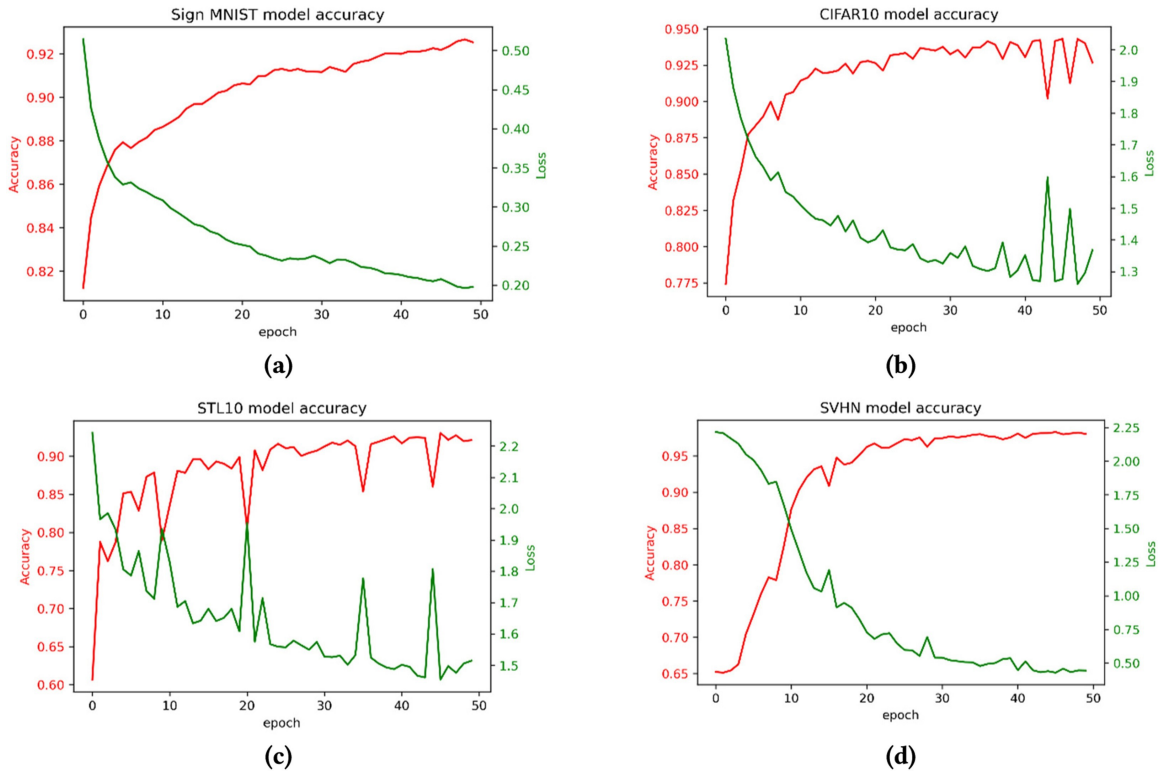 Sign MNIST model accuracy
0.92
0.90
0.88
0.86
0.84
0.82
Accuracy
0.50
0.45
0.40
0.35
0.30
0.25
0.20
Loss
0 10 20 30 40 50
epoch
(a)
CIFAR10 model accuracy
0.950
0.925
0.900
0.875
0.850
0.825
0.800
0.775
Accuracy
2.0
1.9
1.8
1.7
1.6
1.5
1.4
1.3
Loss
0 10 20 30 40 50
epoch
(b)
STL10 model accuracy
0.90
0.85
0.80
0.75
0.70
0.65
0.60
Accuracy
2.2
2.1
2.0
1.9
1.8
1.7
1.6
1.5
Loss
0 10 20 30 40 50
epoch
(c)
SVHN model accuracy
0.95
0.90
0.85
0.80
0.75
0.70
0.65
Accuracy
2.25
2.00
1.75
1.50
1.25
1.00
0.75
0.50
Loss
0 10 20 30 40 50
epoch
(d)